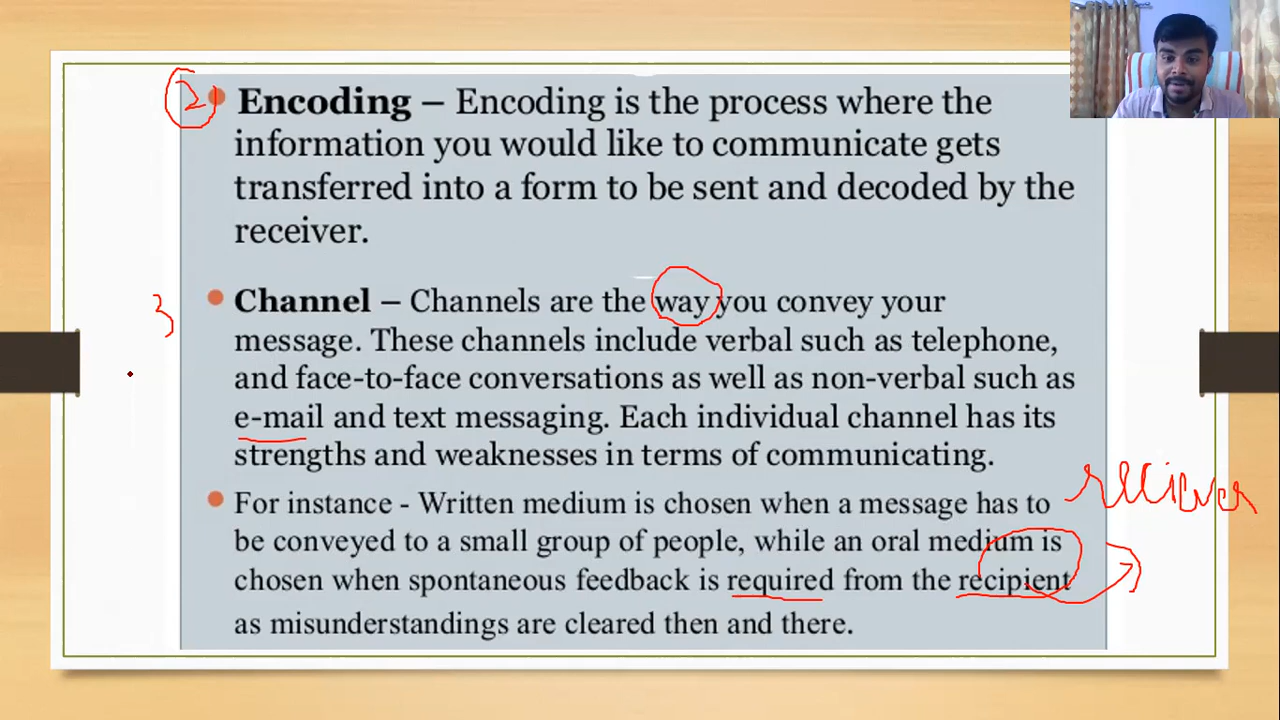 2
Encoding – Encoding is the process where the
information you would like to communicate gets
transferred into a form to be sent and decoded by the
receiver.
3
Channel – Channels are the way you convey your
message. These channels include verbal such as telephone,
and face-to-face conversations as well as non-verbal such as
e-mail and text messaging. Each individual channel has its
strengths and weaknesses in terms of communicating.
For instance - Written medium is chosen when a message has to
be conveyed to a small group of people, while an oral medium is
chosen when spontaneous feedback is required from the recipient
as misunderstandings are cleared then and there.
reciever